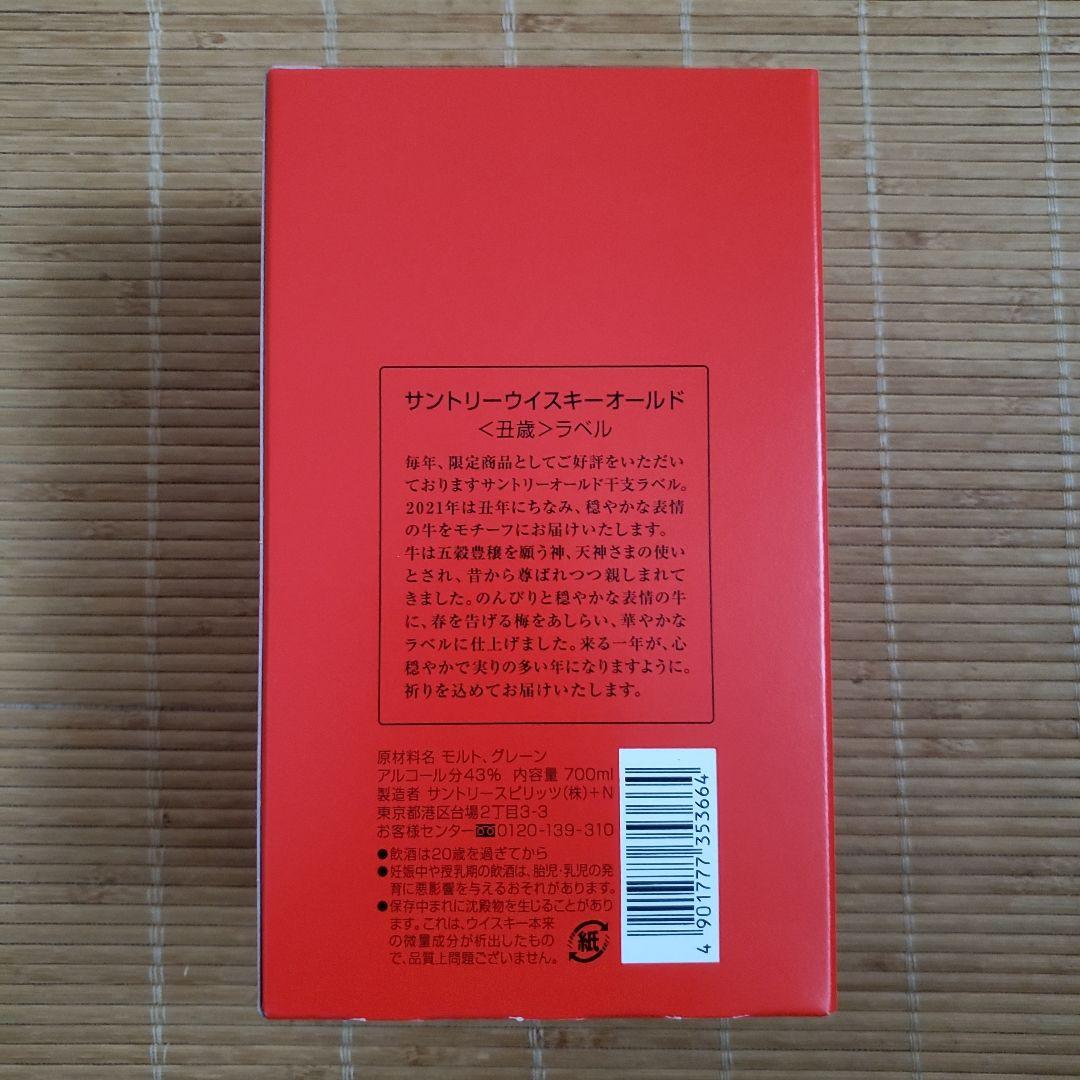 サントリーウイスキーオールド
＜丑歳＞ラベル
毎年、限定商品としてご好評をいただい
ておりますサントリーオールド干支ラベル。
2021年は丑年にちなみ、穏やかな表情
の牛をモチーフにお届けいたします。
牛は五穀豊穣を願う神、天神さまの使い
とされ、昔から尊ばれつつ親しまれて
きました。のんびりと穏やかな表情の牛
に、春を告げる梅をあしらい、華やかな
ラベルに仕上げました。来る一年が、心
穏やかで実りの多い年になりますように。
祈りを込めてお届けいたします。
原材料名 モルト、グレーン
アルコール分43% 内容量 700ml
製造者 サントリースピリッツ(株)+N
東京都港区台場2丁目3-3
お客様センター0120-139-310
●飲酒は20歳を過ぎてから
●妊娠中や授乳期の飲酒は、胎児・乳児の発
育に悪影響を与えるおそれがあります。
●保存中まれに沈殿物を生じることがあり
ます。これは、ウイスキー本来
の微量成分が析出したもの
で、品質上問題ございません。
紙
4901777353664